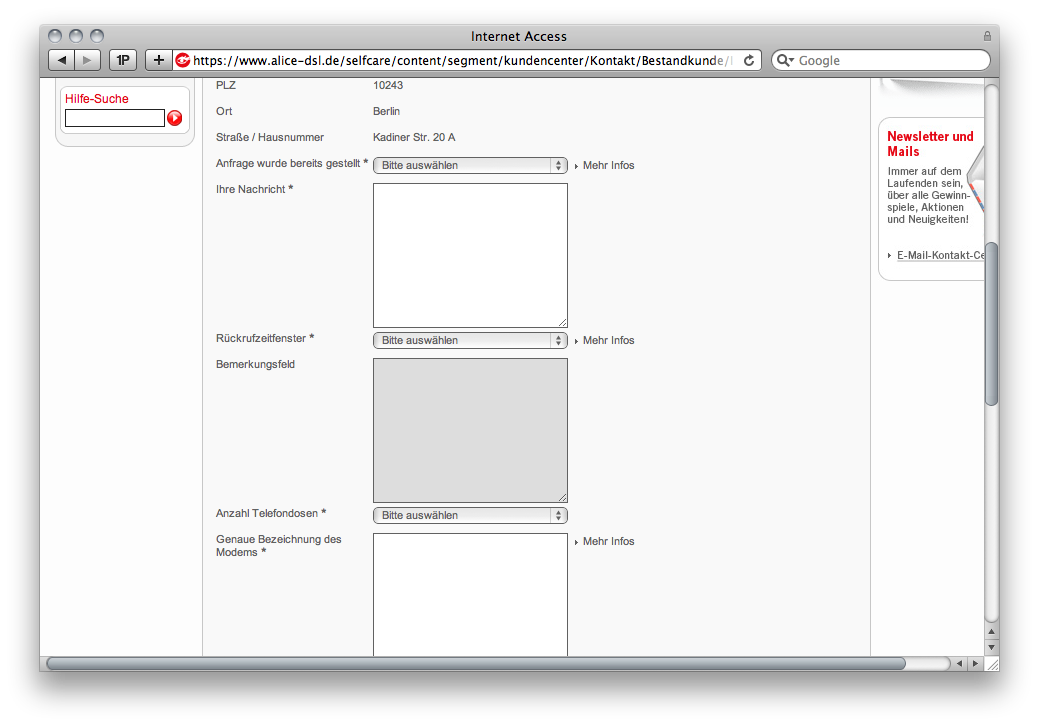 Internet Access
1P
https://www.alice-dsl.de/selfcare/content/segment/kundencenter/Kontakt/Bestandkunde/
Google
Hilfe-Suche
PLZ 10243
Ort Berlin
Straße / Hausnummer Kadiner Str. 20 A
Anfrage wurde bereits gestellt * Bitte auswählen Mehr Infos
Ihre Nachricht *
Rückrufzeitfenster * Bitte auswählen Mehr Infos
Bemerkungsfeld
Anzahl Telefondosen * Bitte auswählen
Genaue Bezeichnung des Mehr Infos
Modems *
Newsletter und
Mails
Immer auf dem
Laufenden sein,
über alle Gewinn-
spiele, Aktionen
und Neuigkeiten!
E-Mail-Kontakt-Ce